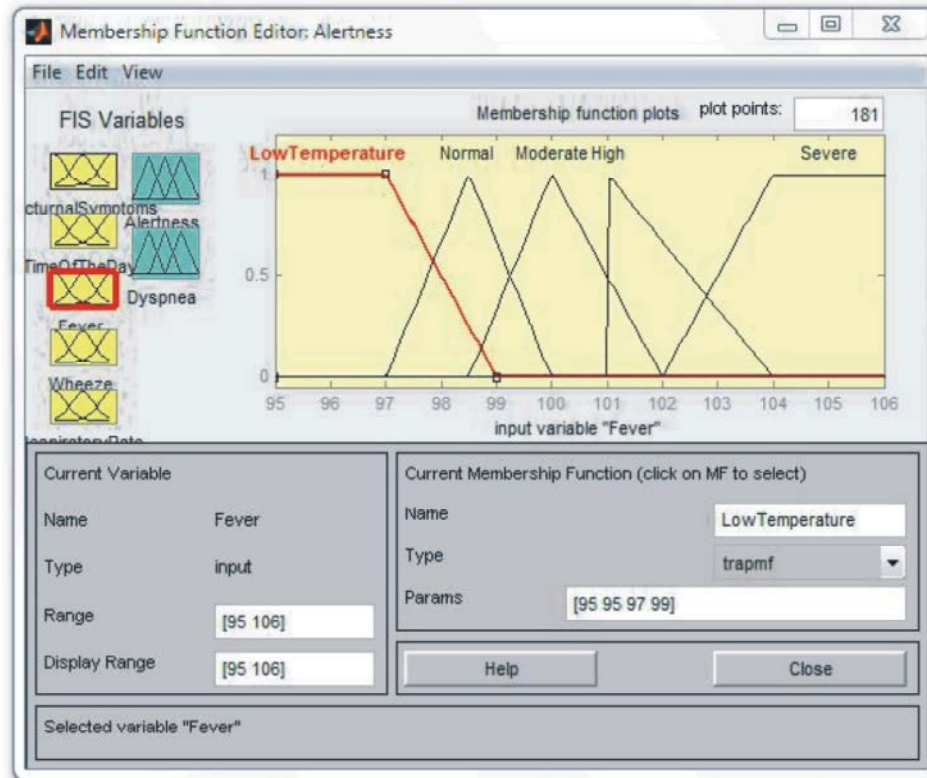 Membership Function Editor: Alertness
File Edit View
FIS Variables
Membership function plots plot points: 181
LowTemperature Normal Moderate High Severe
cturnalSymptoms
Alertness
TimeOfTheDay
Dyspnea
Fever
Wheeze
1
0.5
0
95 96 97 98 99 100 101 102 103 104 105 106
input variable "Fever"
Current Variable
Name Fever
Type input
Range [95 106]
Display Range [95 106]
Current Membership Function (click on MF to select)
Name LowTemperature
Type trapmf
Params [95 95 97 99]
Help Close
Selected variable "Fever"